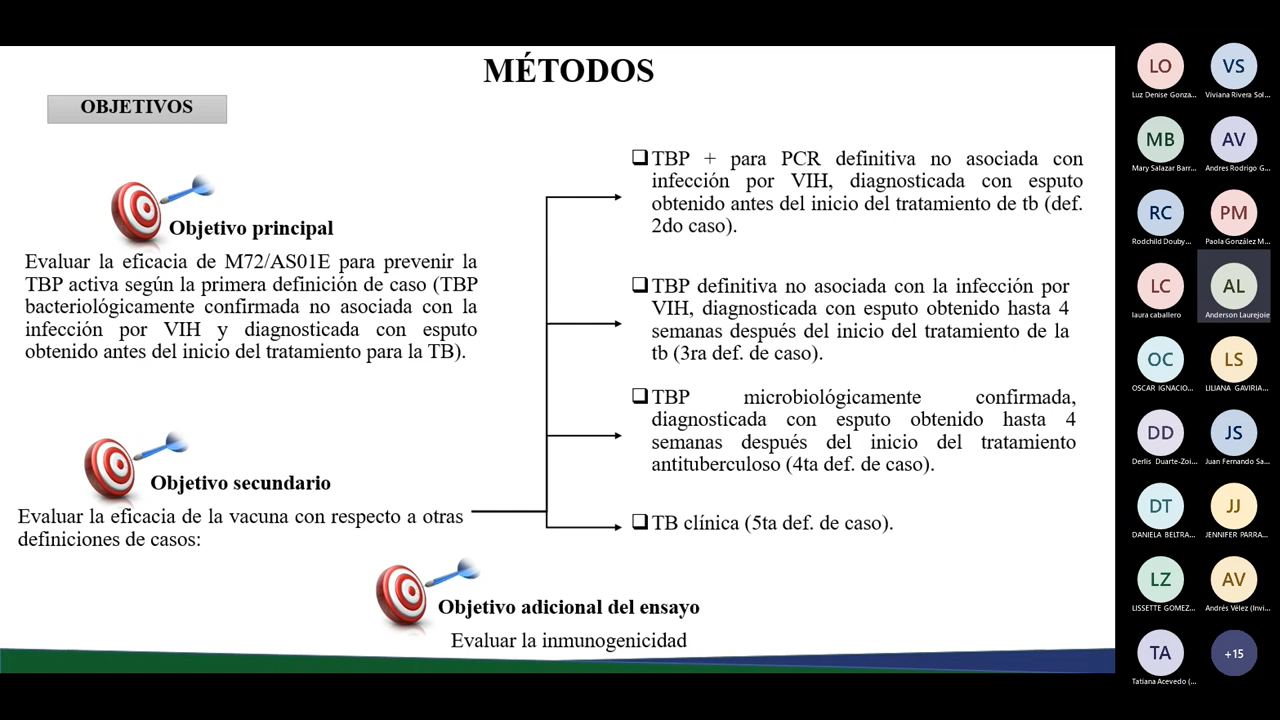 MÉTODOS
OBJETIVOS
Objetivo principal
Evaluar la eficacia de M72/AS01E para prevenir la
TBP activa según la primera definición de caso (TBP
bacteriológicamente confirmada no asociada con la
infección por VIH y diagnosticada con esputo
obtenido antes del inicio del tratamiento para la TB).
Objetivo secundario
Evaluar la eficacia de la vacuna con respecto a otras
definiciones de casos:
TBP + para PCR definitiva no asociada con
infección por VIH, diagnosticada con esputo
obtenido antes del inicio del tratamiento de tb (def.
2do caso).
TBP definitiva no asociada con la infección por
VIH, diagnosticada con esputo obtenido hasta 4
semanas después del inicio del tratamiento de la
tb (3ra def. de caso).
TBP microbiológicamente confirmada,
diagnosticada con esputo obtenido hasta 4
semanas después del inicio del tratamiento
antituberculoso (4ta def. de caso).
TB clínica (5ta def. de caso).
Objetivo adicional del ensayo
Evaluar la inmunogenicidad
LO
Luz Denise Gonza...
VS
Viviana Rivera Sol...
MB
Mary Salazar Barr...
AV
Andres Rodrigo G...
RC
Rodchild Douby...
PM
Paola González M...
LC
laura caballero
AL
Anderson Laurejoie
OC
OSCAR IGNACIO...
LS
LILIANA GAVIRIA...
DD
Derlis Duarte-Zoi...
JS
Juan Fernando Sa...
DT
DANIELA BELTRA...
JJ
JENNIFER PARRA...
LZ
LISSETTE GOMEZ...
AV
Andrés Vélez (Invi...
TA
Tatiana Acevedo (...
+15